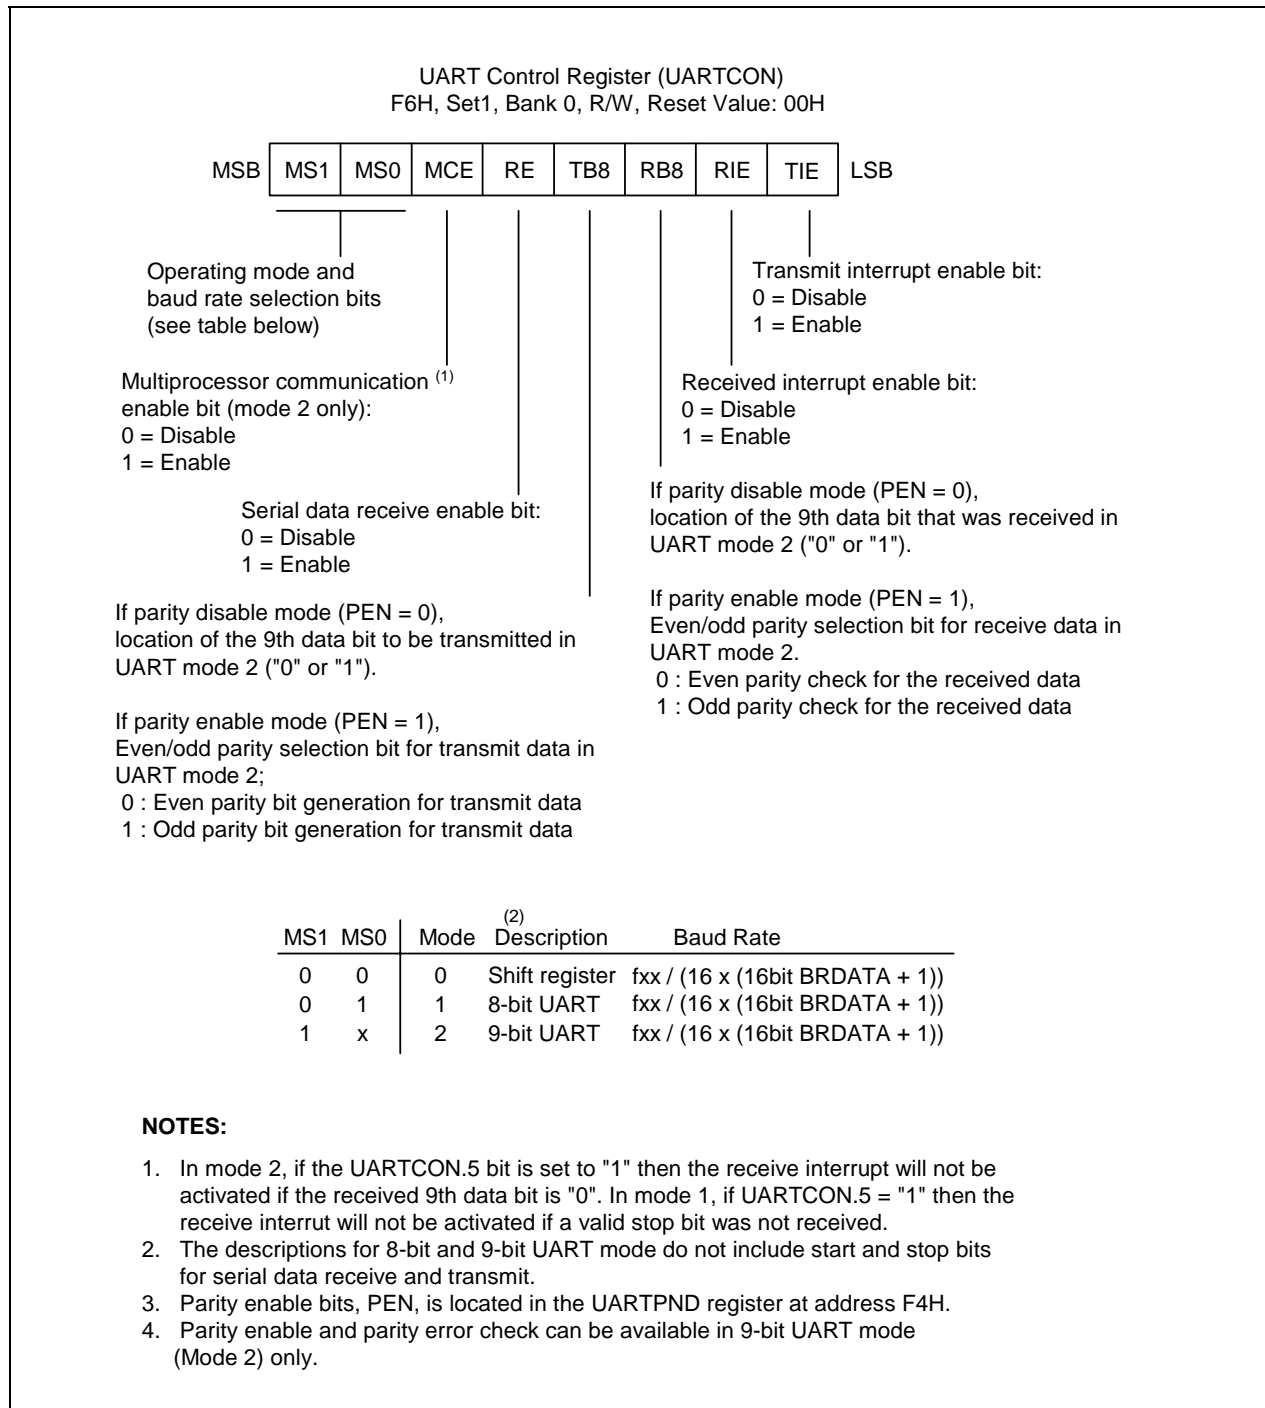 UART Control Register (UARTCON)
F6H, Set1, Bank 0, R/W, Reset Value: 00H
MSB MS1 MS0 MCE RE TB8 RB8 RIE TIE LSB
Operating mode and
baud rate selection bits
(see table below)
Transmit interrupt enable bit:
0 = Disable
1 = Enable
Multiprocessor communication (1)
enable bit (mode 2 only):
0 = Disable
1 = Enable
Received interrupt enable bit:
0 = Disable
1 = Enable
Serial data receive enable bit:
0 = Disable
1 = Enable
If parity disable mode (PEN = 0),
location of the 9th data bit that was received in
UART mode 2 ("0" or "1").
If parity enable mode (PEN = 1),
Even/odd parity selection bit for receive data in
UART mode 2.
0 : Even parity check for the received data
1 : Odd parity check for the received data
If parity disable mode (PEN = 0),
location of the 9th data bit to be transmitted in
UART mode 2 ("0" or "1").
If parity enable mode (PEN = 1),
Even/odd parity selection bit for transmit data in
UART mode 2;
0 : Even parity bit generation for transmit data
1 : Odd parity bit generation for transmit data
(2)
MS1 MS0 Mode Description Baud Rate
0 0 0 Shift register fxx / (16 x (16bit BRDATA + 1))
0 1 1 8-bit UART fxx / (16 x (16bit BRDATA + 1))
1 x 2 9-bit UART fxx / (16 x (16bit BRDATA + 1))
NOTES:
1. In mode 2, if the UARTCON.5 bit is set to "1" then the receive interrupt will not be
activated if the received 9th data bit is "0". In mode 1, if UARTCON.5 = "1" then the
receive interrut will not be activated if a valid stop bit was not received.
2. The descriptions for 8-bit and 9-bit UART mode do not include start and stop bits
for serial data receive and transmit.
3. Parity enable bits, PEN, is located in the UARTPND register at address F4H.
4. Parity enable and parity error check can be available in 9-bit UART mode
(Mode 2) only.